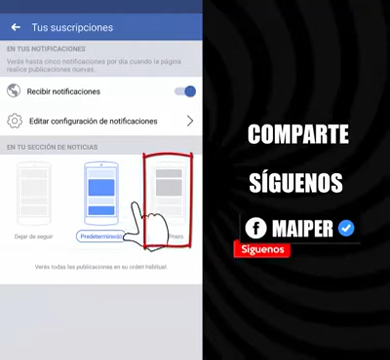 Tus suscripciones
EN TUS NOTIFICACIONES
Verás hasta cinco notificaciones por día cuando la página
realice publicaciones nuevas.
Recibir notificaciones
Editar configuración de notificaciones
EN TU SECCIÓN DE NOTICIAS
Dejar de seguir
Predeterminado
Verás todas las publicaciones en su orden habitual.
COMPARTE
SÍGUENOS
f MAIPER
Síguenos